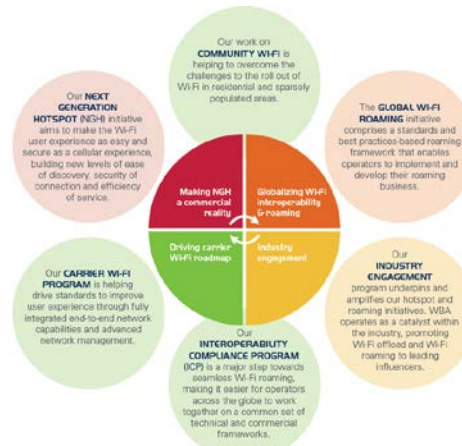 Our work on
COMMUNITY WI-FI is
helping to overcome the
challenges to the roll out of
Wi-Fi in residential and sparsely
populated areas.
Our NEXT
GENERATION
HOTSPOT (NGH) initiative
aims to make the Wi-Fi
user experience as easy and
secure as a cellular experience,
building new levels of ease
of discovery, security of
connection and efficiency
of service.
The GLOBAL WI-FI
ROAMING initiative
comprises a standards and
best practices-based roaming
framework that enables
operators to implement and
develop their roaming
business.
Making NGH
a commercial
reality
Globalizing Wi-Fi
interoperability
& roaming
Driving carrier
Wi-Fi roadmap
Industry
engagement
Our CARRIER WI-FI
PROGRAM is helping
drive standards to improve
user experience through fully
integrated end-to-end network
capabilities and advanced
network management.
Our
INDUSTRY
ENGAGEMENT
program underpins and
amplifies our hotspot and
roaming initiatives. WBA
operates as a catalyst within
the industry, promoting
Wi-Fi offload and Wi-Fi
roaming to leading
influencers.
Our
INTEROPERABILITY
COMPLIANCE PROGRAM
(ICP) is a major step towards
seamless Wi-Fi roaming,
making it easier for operators
across the globe to work
together on a common set of
technical and commercial
frameworks.